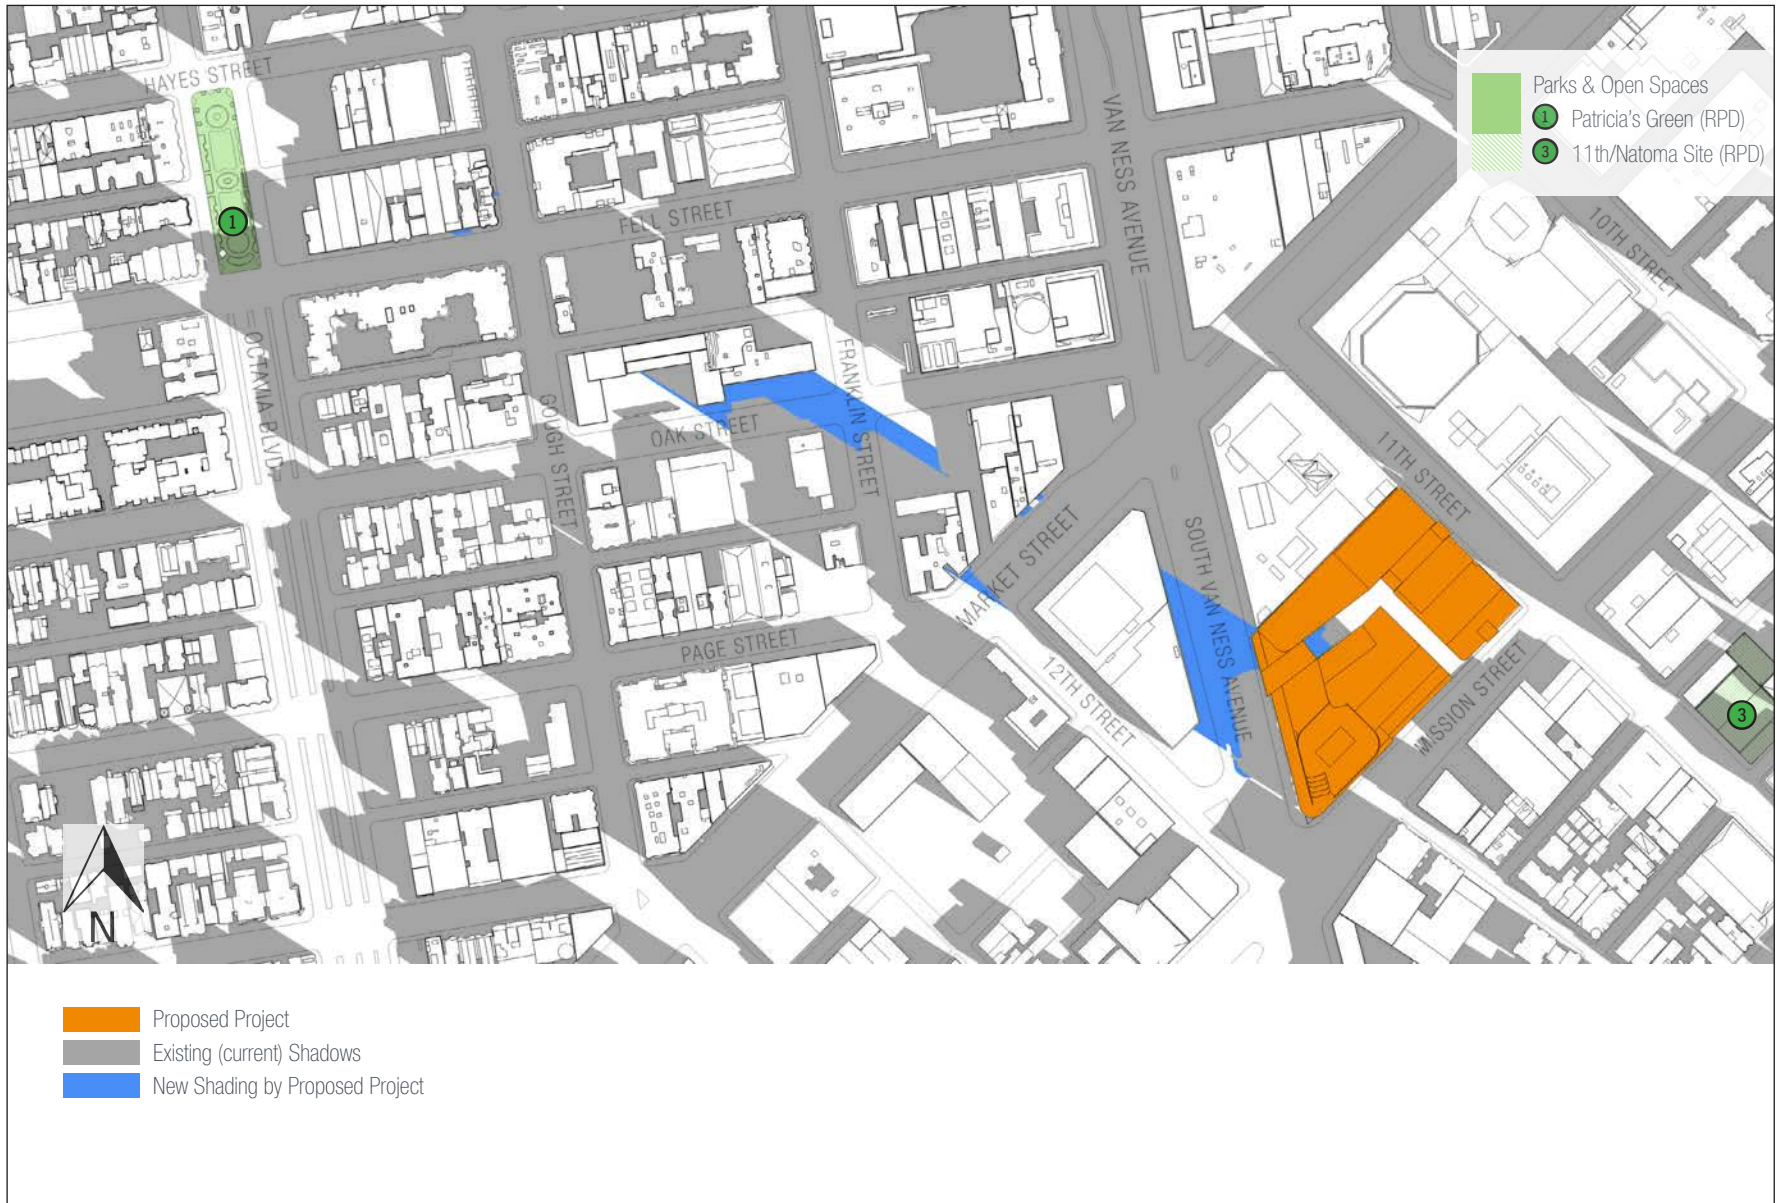 HAYES STREET
VAN NESS AVENUE
Parks & Open Spaces
1 Patricia's Green (RPD)
3 11th/Natoma Site (RPD)
10TH STREET
1
FELL STREET
OCTAVIA BLVD
FRANKLIN STREET
GOUGH STREET
OAK STREET
11TH STREET
MARKET STREET
SOUTH VAN NESS AVENUE
PAGE STREET
12TH STREET
MISSION STREET
3
N
Proposed Project
Existing (current) Shadows
New Shading by Proposed Project